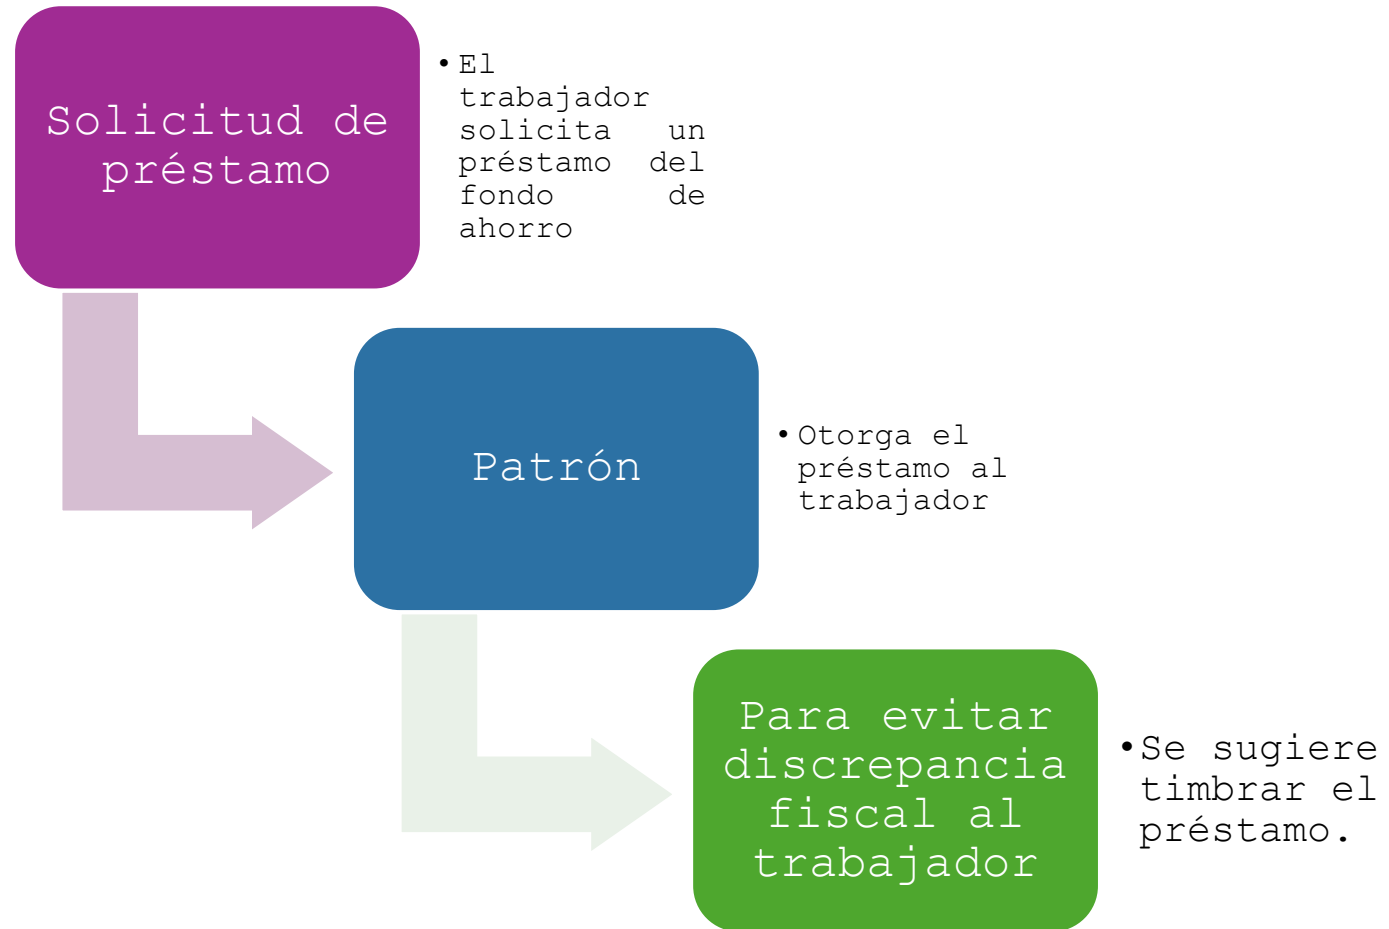 Solicitud de
préstamo
• El
trabajador
solicita un
préstamo del
fondo de
ahorro
Patrón
• Otorga el
préstamo al
trabajador
Para evitar
discrepancia
fiscal al
trabajador
•Se sugiere
timbrar el
préstamo.